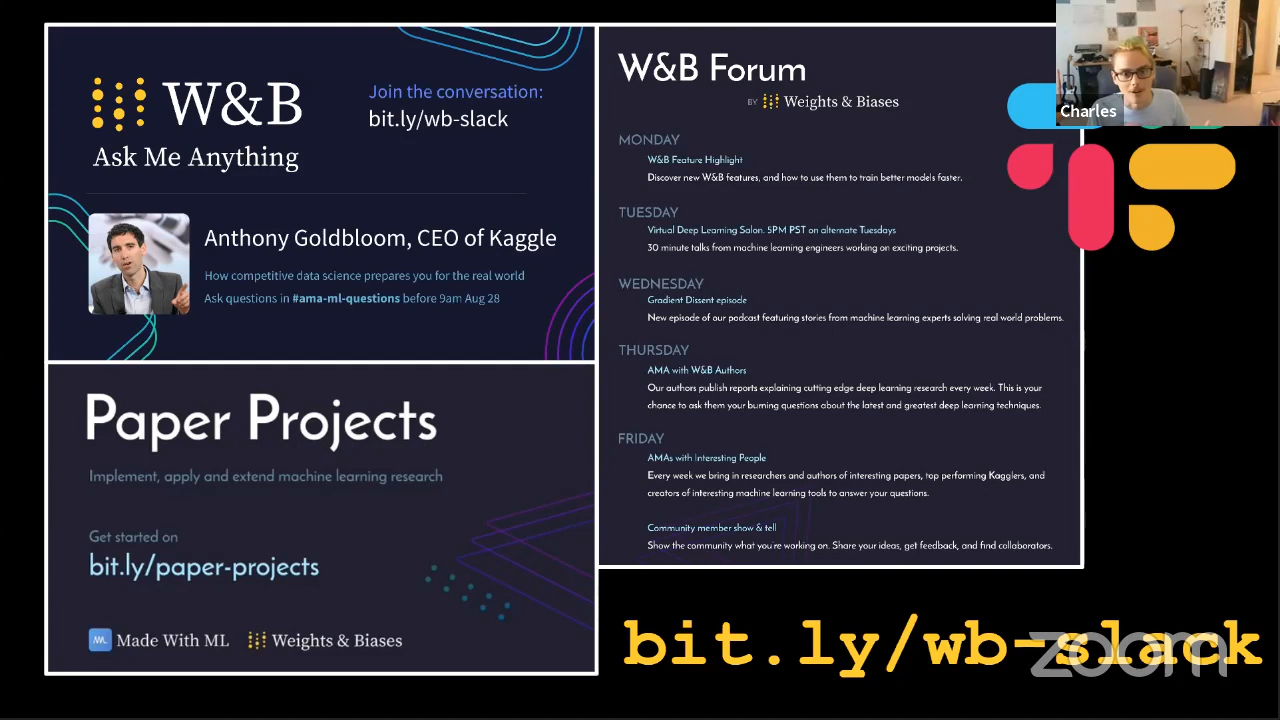 W&B
Ask Me Anything
Join the conversation:
bit.ly/wb-slack
Anthony Goldbloom, CEO of Kaggle
How competitive data science prepares you for the real world
Ask questions in #ama-ml-questions before 9am Aug 28
Paper Projects
Implement, apply and extend machine learning research
Get started on
bit.ly/paper-projects
Made With ML
Weights & Biases
W&B Forum
BY Weights & Biases
MONDAY
W&B Feature Highlight
Discover new W&B features, and how to use them to train better models faster.
TUESDAY
Virtual Deep Learning Salon. 5PM PST on alternate Tuesdays
30 minute talks from machine learning engineers working on exciting projects.
WEDNESDAY
Gradient Dissent episode
New episode of our podcast featuring stories from machine learning experts solving real world problems.
THURSDAY
AMA with W&B Authors
Our authors publish reports explaining cutting edge deep learning research every week. This is your
chance to ask them your burning questions about the latest and greatest deep learning techniques.
FRIDAY
AMAs with Interesting People
Every week we bring in researchers and authors of interesting papers, top performing Kagglers, and
creators of interesting machine learning tools to answer your questions.
Community member show & tell
Show the community what you're working on. Share your ideas, get feedback, and find collaborators.
Charles
bit.ly/wb-slack
zoom